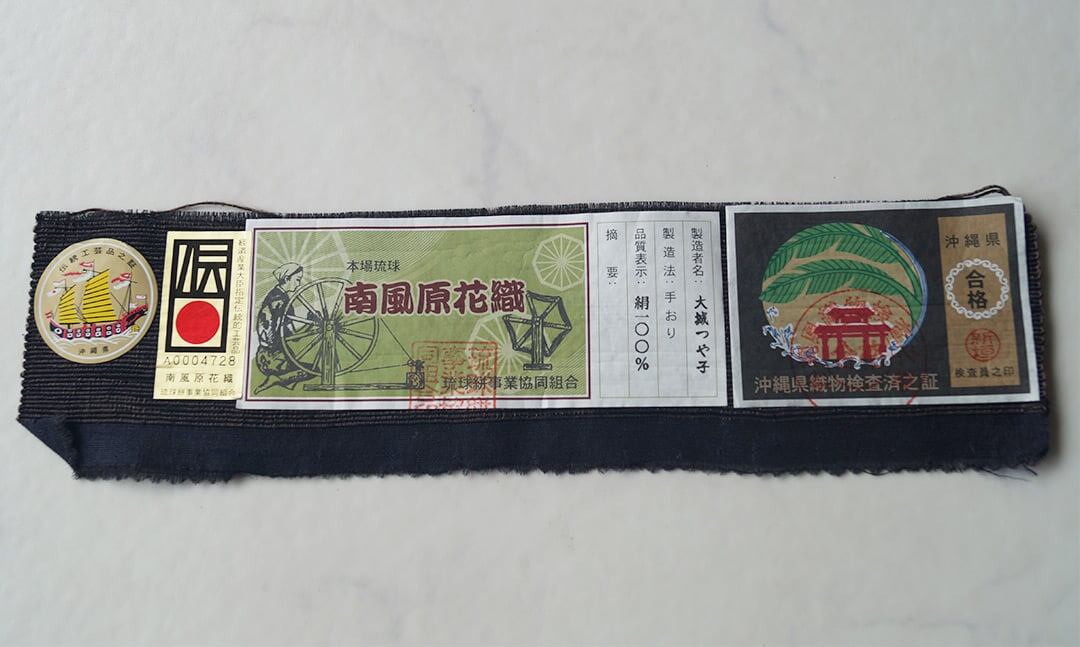 伝統工芸品之証
沖縄県
伝
経済産業大臣指定伝統的工芸品
A0004728
南風原花織
琉球絣事業協同組合
本場琉球
南風原花織
琉球絣事業協同組合
製造者名：大城つや子
製造法：手おり
品質表示：絹一〇〇%
摘要：
沖縄県織物検査済之証
沖縄県
合格
検査員之印